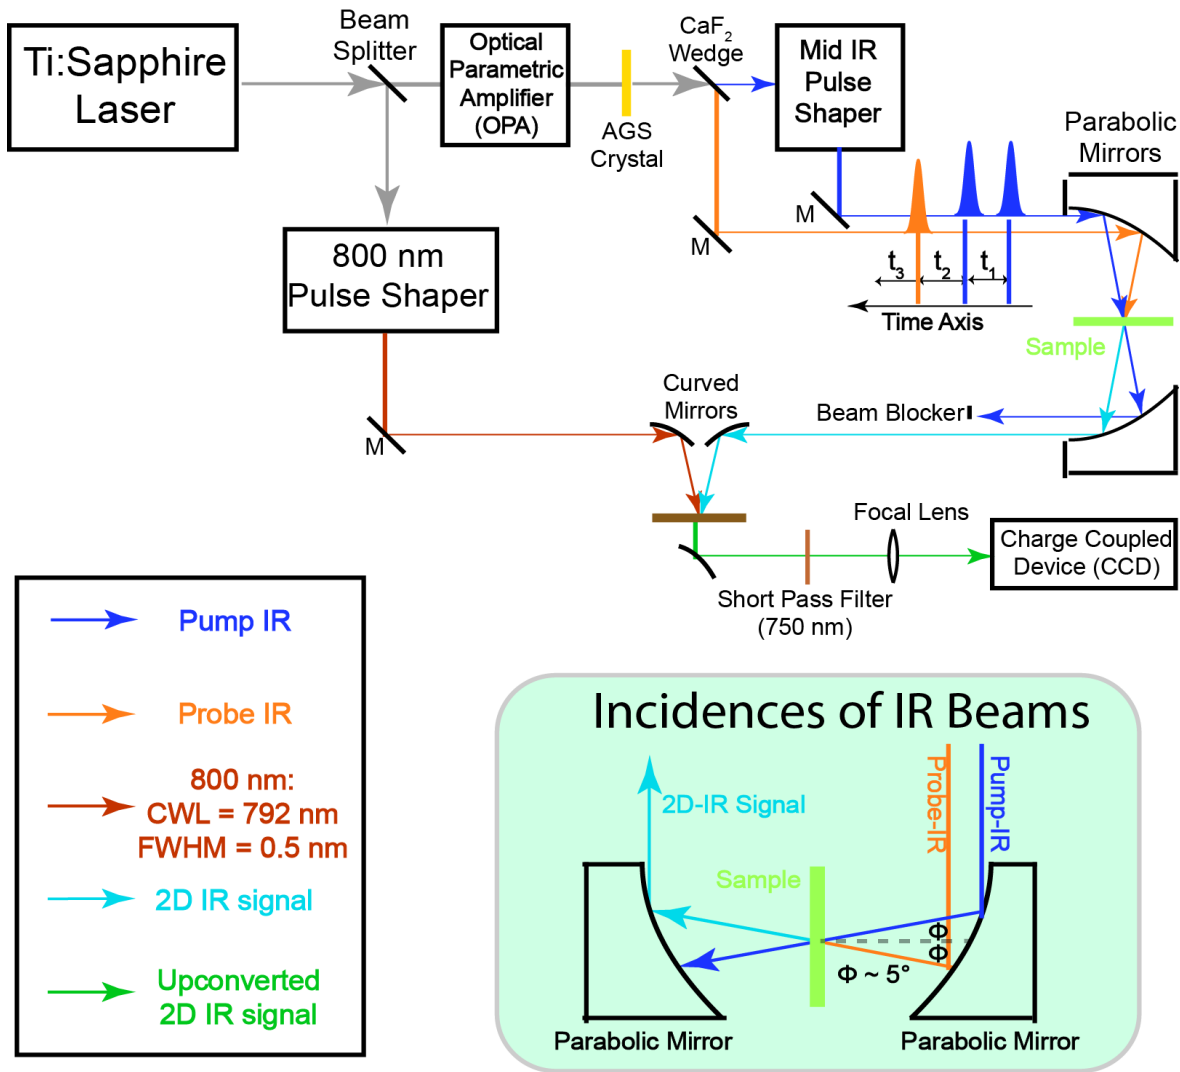 Ti:Sapphire
Laser
Beam
Splitter
Optical
Parametric
Amplifier
(OPA)
AGS
Crystal
CaF2
Wedge
Mid IR
Pulse
Shaper
Parabolic
Mirrors
M
M
t3
t2
t1
Time Axis
800 nm
Pulse Shaper
Sample
Curved
Mirrors
Beam Blocker
M
Focal Lens
Charge Coupled
Device (CCD)
Short Pass Filter
(750 nm)
Pump IR
Probe IR
800 nm:
CWL = 792 nm
FWHM = 0.5 nm
2D IR signal
Upconverted
2D IR signal
Incidences of IR Beams
2D-IR Signal
Probe-IR
Pump-IR
Sample
Φ
Φ
Φ ~ 5°
Parabolic Mirror
Parabolic Mirror